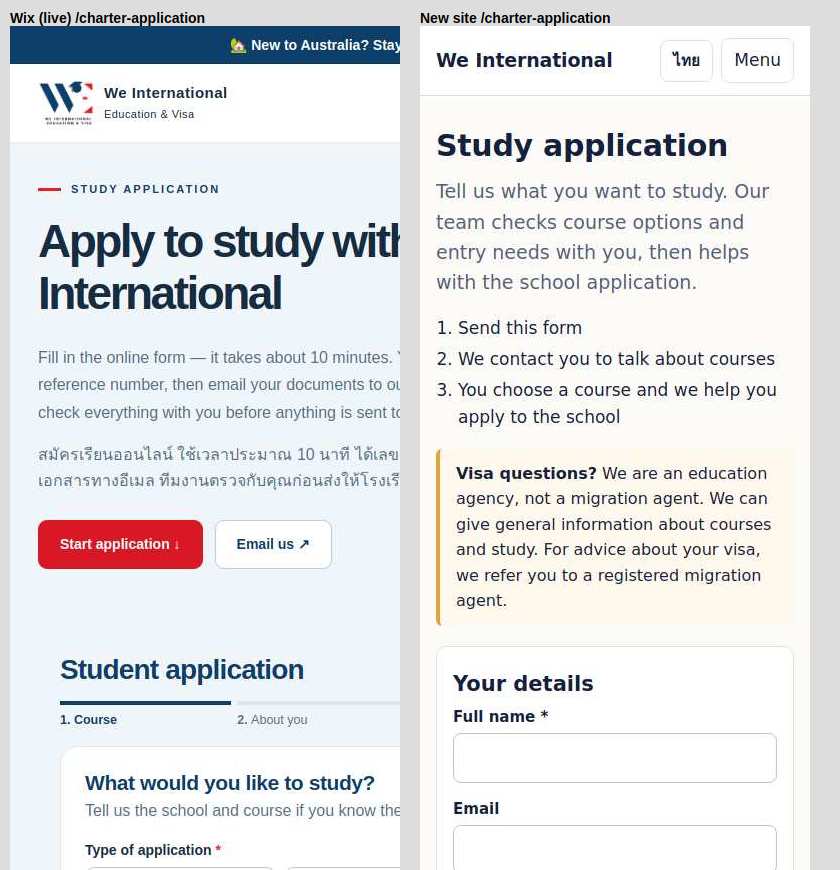 Wix (live) /charter-application
🏡 New to Australia? Stay
We International
Education & Visa
STUDY APPLICATION
Apply to study with
International
Fill in the online form — it takes about 10 minutes.
reference number, then email your documents to
check everything with you before anything is sent
สมัครเรียนออนไลน์ ใช้เวลาประมาณ 10 นาที ได้เลข
เอกสารทางอีเมล ทีมงานตรวจกับคุณก่อนส่งให้โรงเรี
Start application ↓
Email us ↗
Student application
1. Course
2. About you
What would you like to study?
Tell us the school and course if you know
Type of application *
New site /charter-application
We International
ไทย
Menu
Study application
Tell us what you want to study. Our
team checks course options and
entry needs with you, then helps
with the school application.
1. Send this form
2. We contact you to talk about courses
3. You choose a course and we help you
apply to the school
Visa questions? We are an education
agency, not a migration agent. We can
give general information about courses
and study. For advice about your visa,
we refer you to a registered migration
agent.
Your details
Full name *
Email